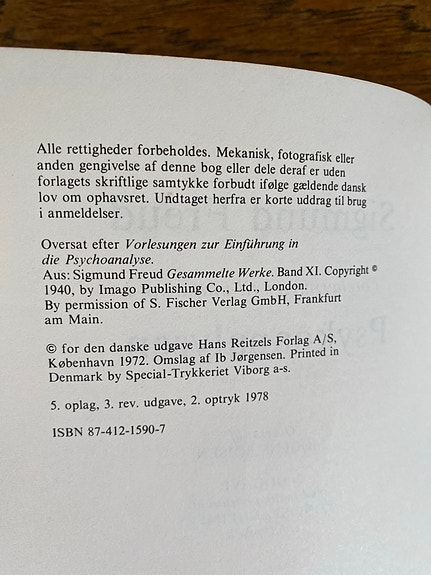 Alle rettigheder forbeholdes. Mekanisk, fotografisk eller
anden gengivelse af denne bog eller dele deraf er uden
forlagets skriftlige samtykke forbudt ifølge gældende dansk
lov om ophavsret. Undtaget herfra er korte uddrag til brug
i anmeldelser.
Oversat efter Vorlesungen zur Einführung in
die Psychoanalyse.
Aus: Sigmund Freud Gesammelte Werke. Band XI. Copyright ©
1940, by Imago Publishing Co., Ltd., London.
By permission of S. Fischer Verlag GmbH, Frankfurt
am Main.
© for den danske udgave Hans Reitzels Forlag A/S,
København 1972. Omslag af Ib Jørgensen. Printed in
Denmark by Special-Trykkeriet Viborg a-s.
5. oplag, 3. rev. udgave, 2. optryk 1978
ISBN 87-412-1590-7